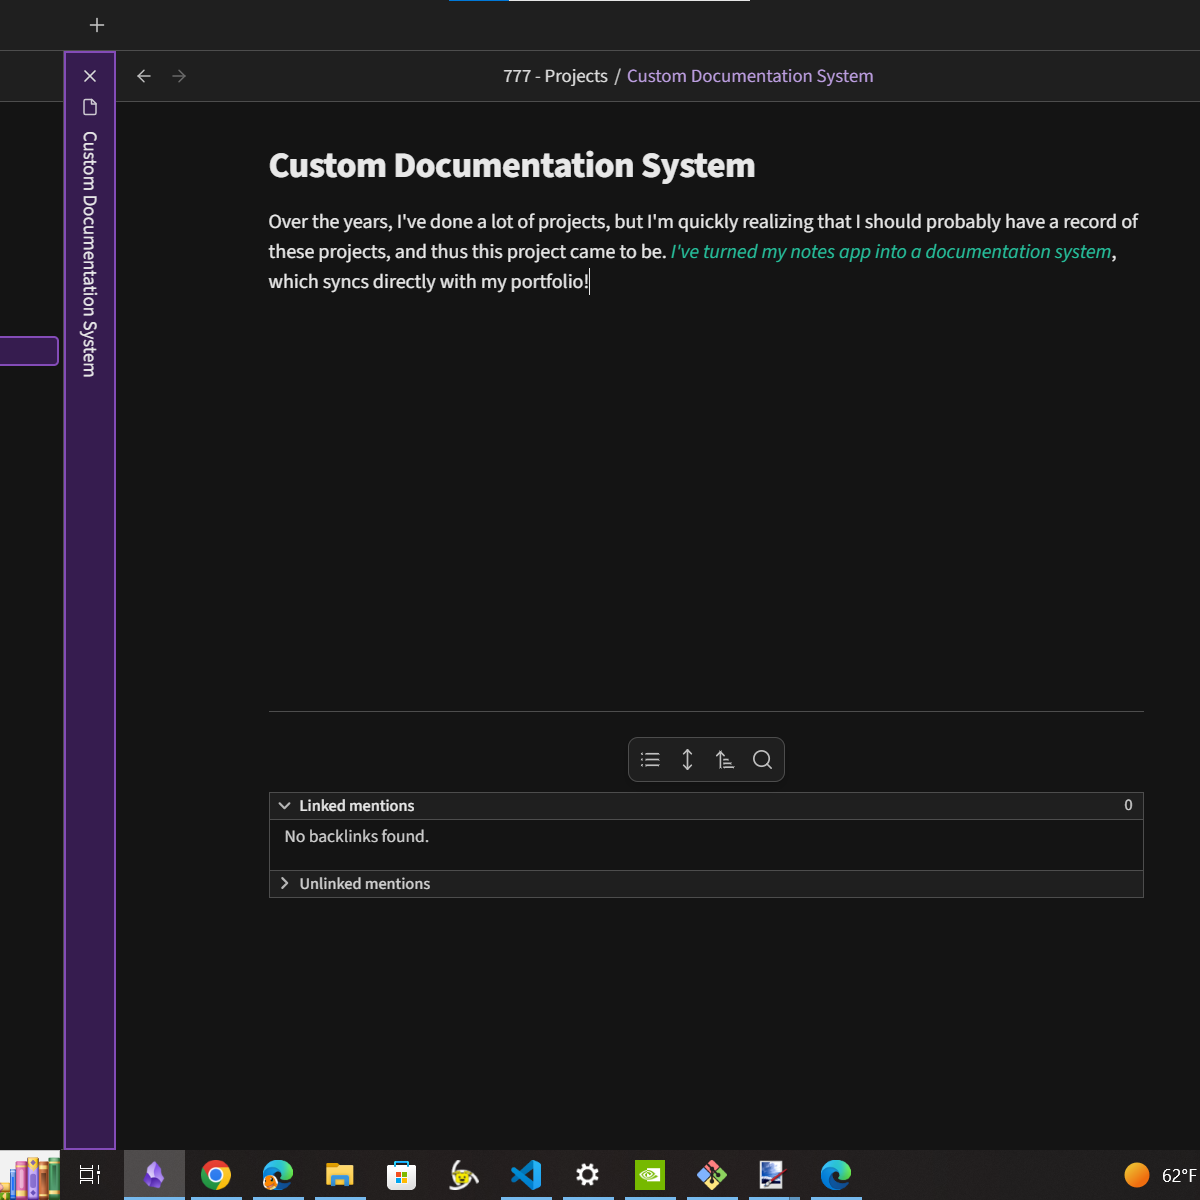 777 - Projects / Custom Documentation System
Custom Documentation System
Custom Documentation System
Over the years, I've done a lot of projects, but I'm quickly realizing that I should probably have a record of
these projects, and thus this project came to be. I've turned my notes app into a documentation system,
which syncs directly with my portfolio!
Linked mentions 0
No backlinks found.
Unlinked mentions
62°F